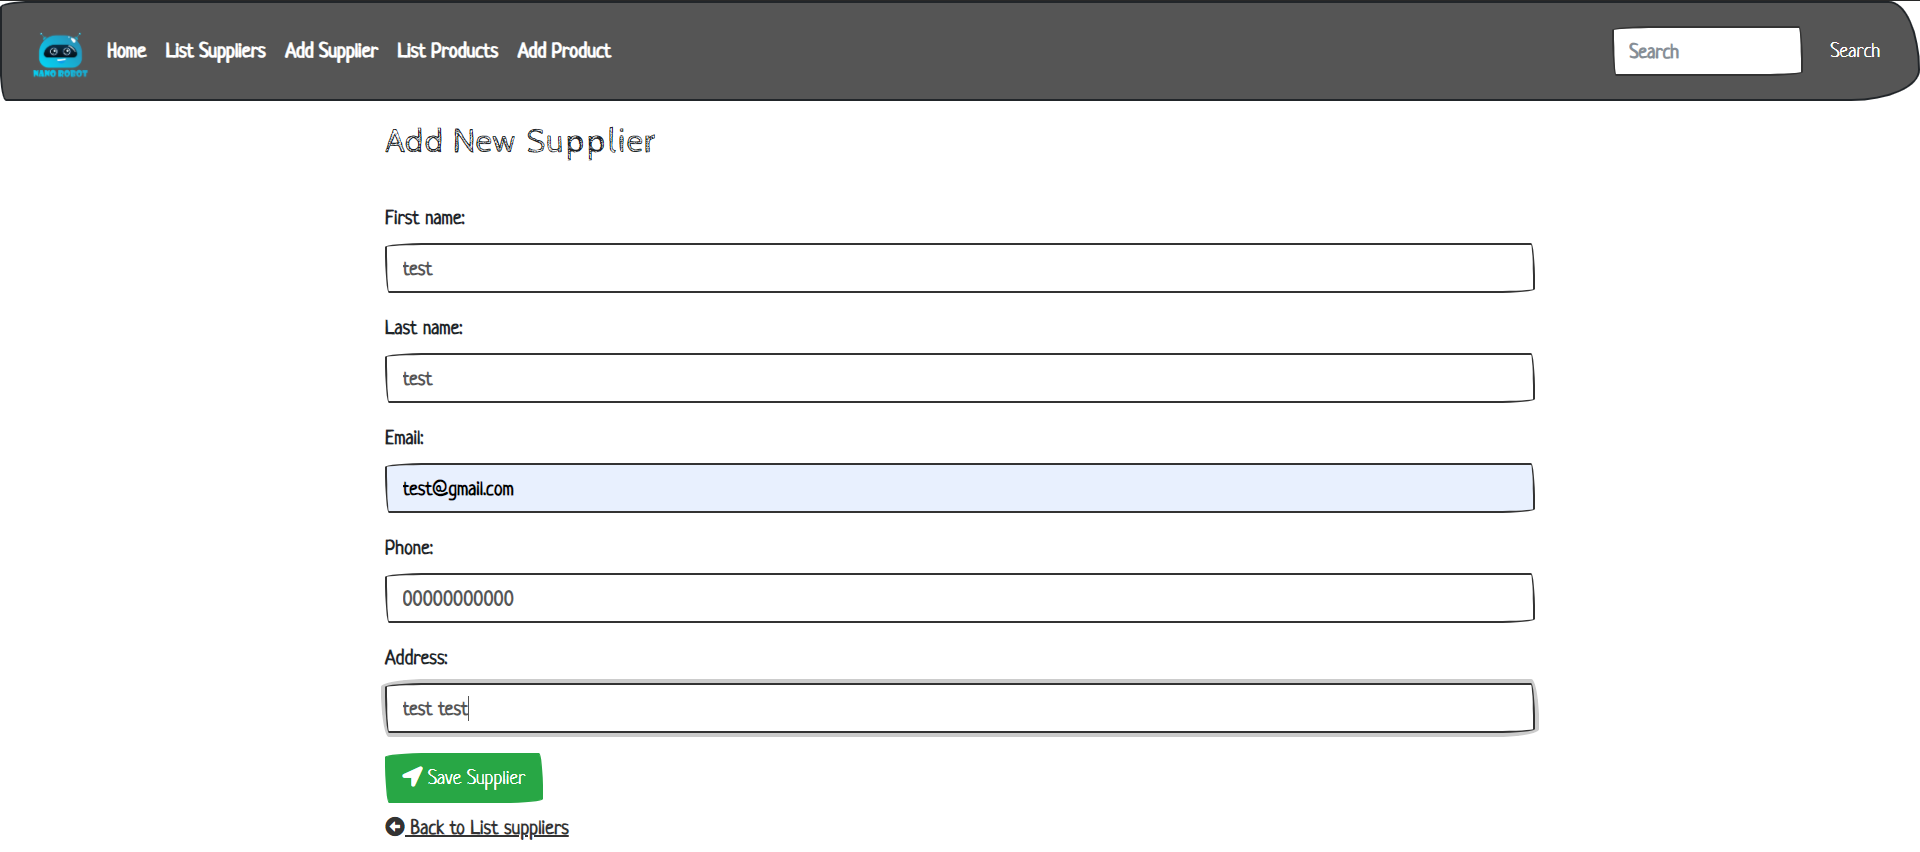 NANO ROBOT
Home List Suppliers Add Supplier List Products Add Product Search Search
Add New Supplier
First name:
test
Last name:
test
Email:
test@gmail.com
Phone:
00000000000
Address:
test test
Save Supplier
Back to List suppliers